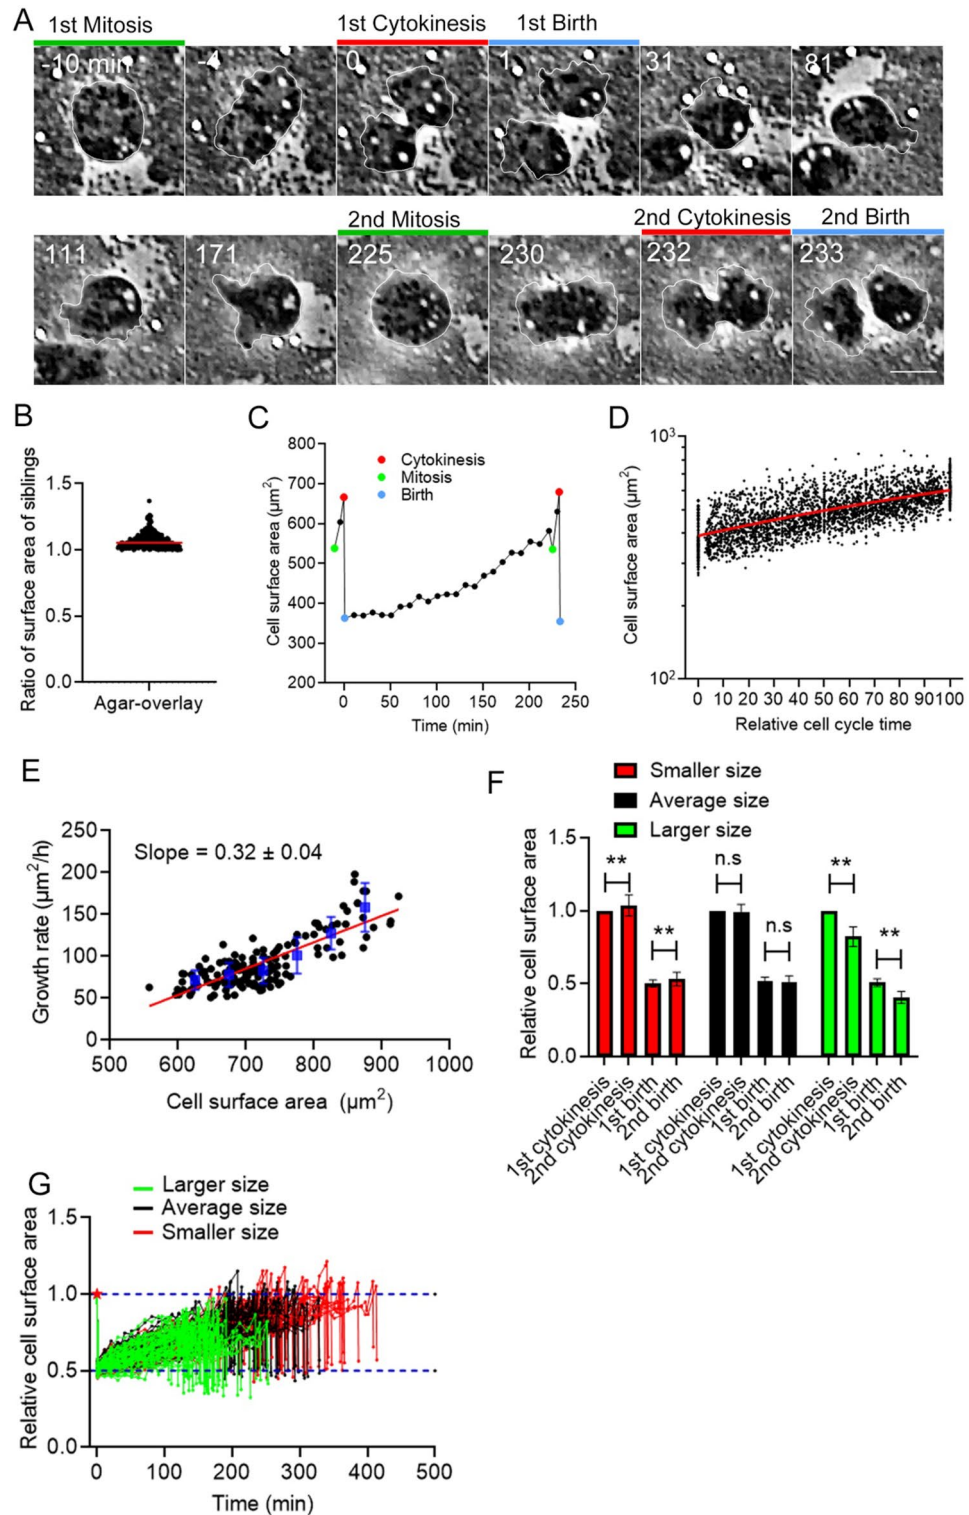 A
1st Mitosis 1st Cytokinesis 1st Birth
-10 min -4 0 1 31 81
2nd Mitosis 2nd Cytokinesis 2nd Birth
111 171 225 230 232 233
B
Ratio of surface area of siblings
1.5
1.0
0.5
0.0
Agar-overlay
C
Cell surface area (µm²)
800
700
600
500
400
300
200
Cytokinesis
Mitosis
Birth
0 50 100 150 200 250
Time (min)
D
Cell surface area (µm²)
10³
10²
0 10 20 30 40 50 60 70 80 90 100
Relative cell cycle time
E
Growth rate (µm²/h)
250
200
150
100
50
0
Slope = 0.32 ± 0.04
500 600 700 800 900 1000
Cell surface area (µm²)
F
Smaller size
Average size
Larger size
Relative cell surface area
1.5
1.0
0.5
0.0
** ** n.s n.s ** **
1st cytokinesis
2nd cytokinesis
1st birth
2nd birth
1st cytokinesis
2nd cytokinesis
1st birth
2nd birth
1st cytokinesis
2nd cytokinesis
1st birth
2nd birth
G
Larger size
Average size
Smaller size
Relative cell surface area
1.5
1.0
0.5
0.0
0 100 200 300 400 500
Time (min)